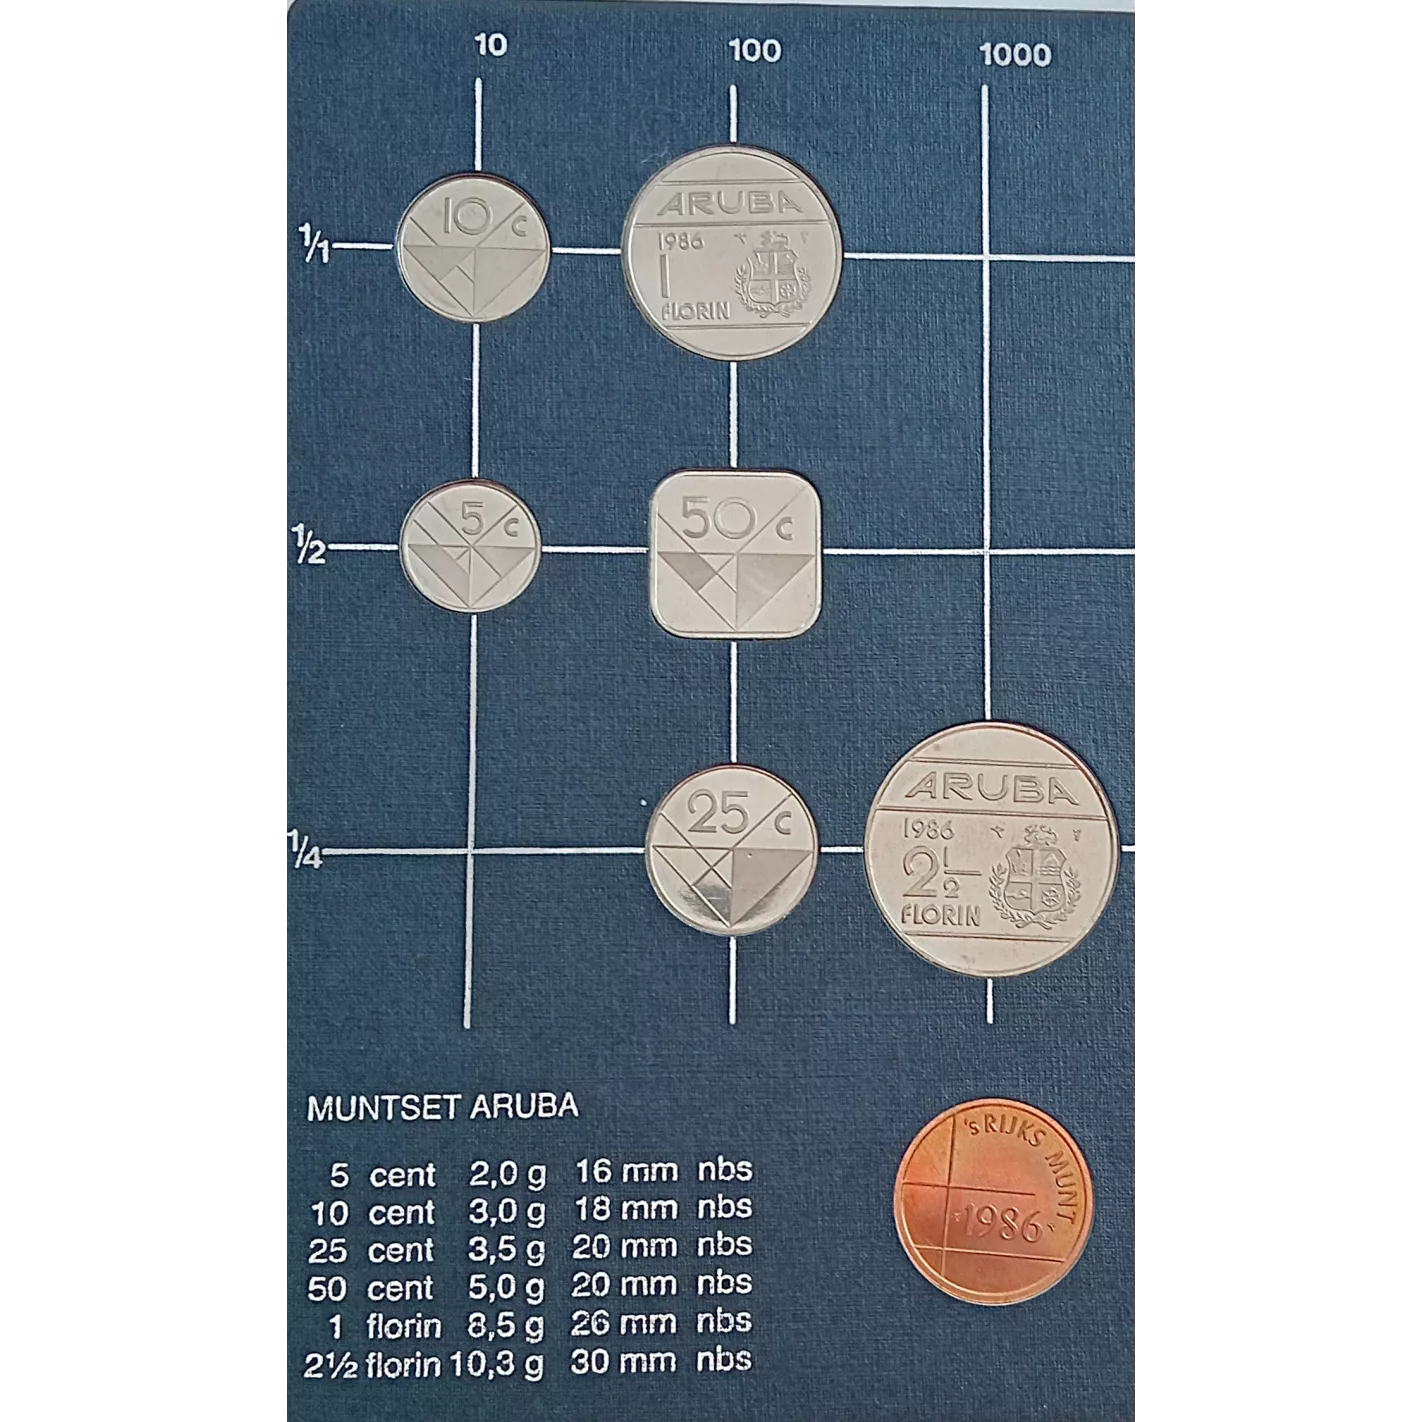 10 100 1000
1/1
10 c
ARUBA
1986
1
FLORIN
1/2
5 c
50 c
1/4
25 c
ARUBA
1986
2 1/2
FLORIN
MUNTSET ARUBA
5 cent 2,0 g 16 mm nbs
10 cent 3,0 g 18 mm nbs
25 cent 3,5 g 20 mm nbs
50 cent 5,0 g 20 mm nbs
1 florin 8,5 g 26 mm nbs
2½ florin 10,3 g 30 mm nbs
'sRIJKS MUNT
1986